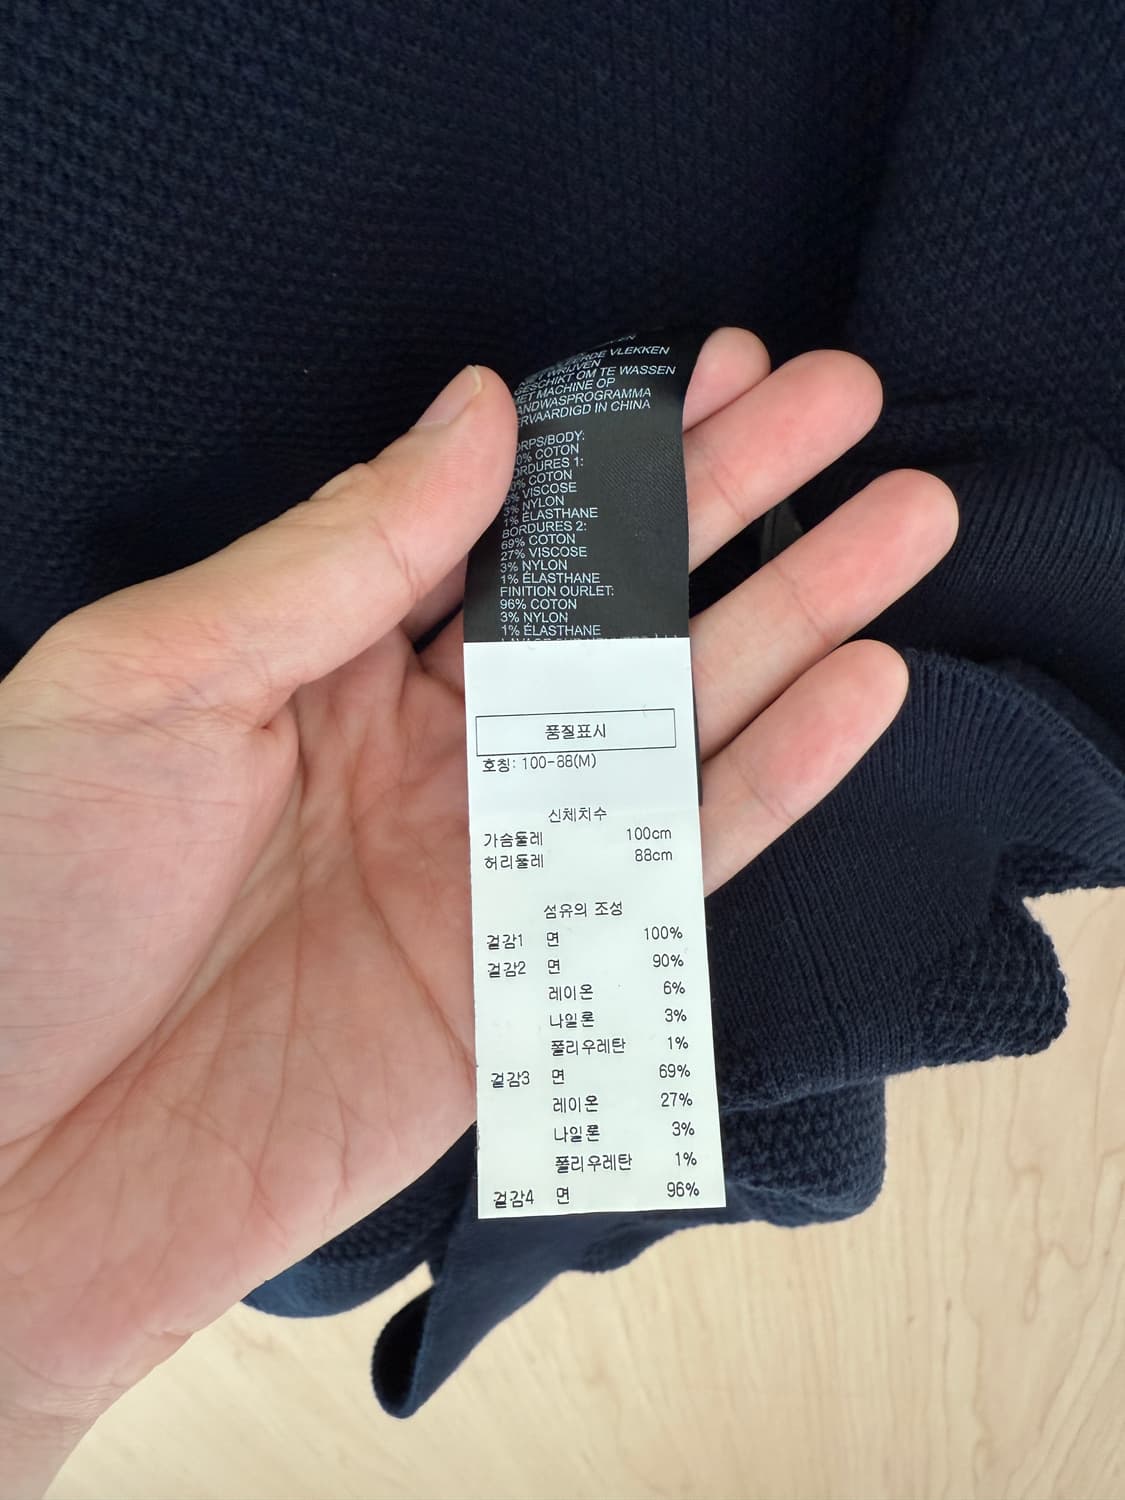 VLEKKEN
GESCHIKT OM TE WASSEN
MACHINE OP
IN CHINA
COTON
COTON
VISCOSE
3% NYLON
1% ÉLASTHANE
BORDURES 2:
69% COTON
27% VISCOSE
3% NYLON
1% ÉLASTHANE
FINITION OURLET:
96% COTON
3% NYLON
1% ÉLASTHANE
품질표시
호칭: 100-88(M)
신체치수
가슴둘레 100cm
허리둘레 88cm
섬유의 조성
겉감1 면 100%
겉감2 면 90%
레이온 6%
나일론 3%
폴리우레탄 1%
겉감3 면 69%
레이온 27%
나일론 3%
폴리우레탄 1%
겉감4 면 96%